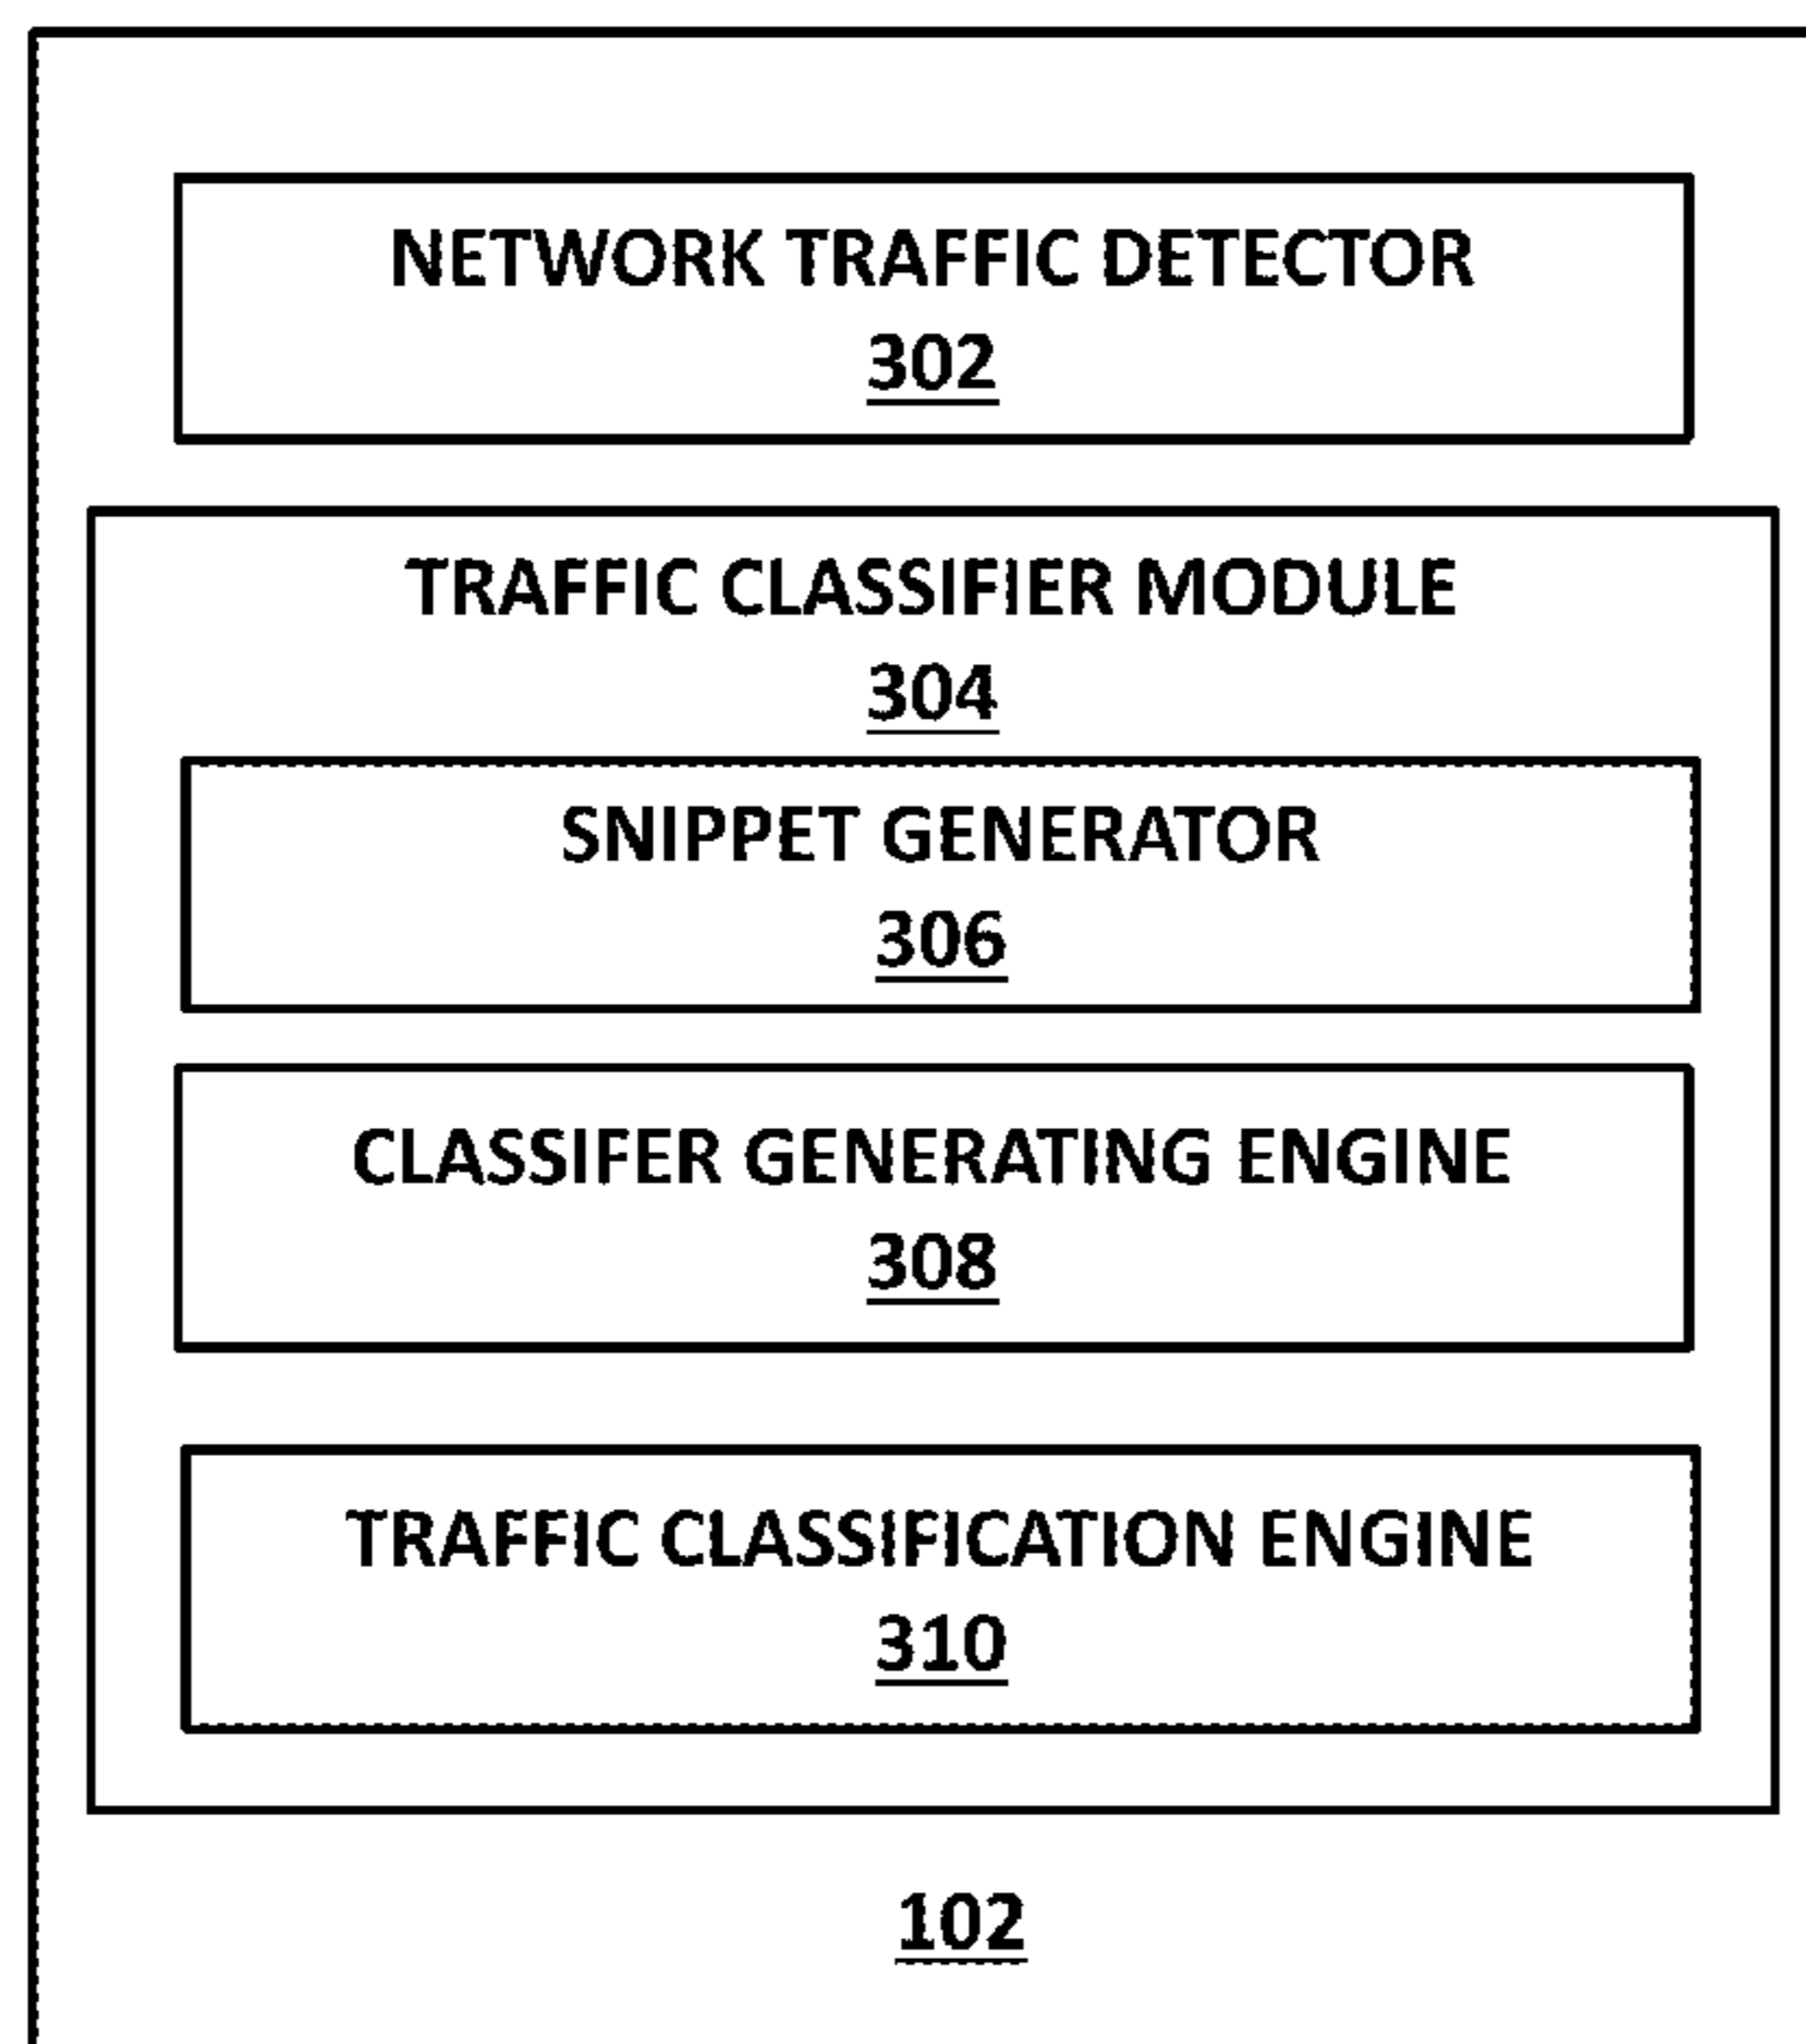 NETWORK TRAFFIC DETECTOR
302
TRAFFIC CLASSIFIER MODULE
304
SNIPPET GENERATOR
306
CLASSIFER GENERATING ENGINE
308
TRAFFIC CLASSIFICATION ENGINE
310
102